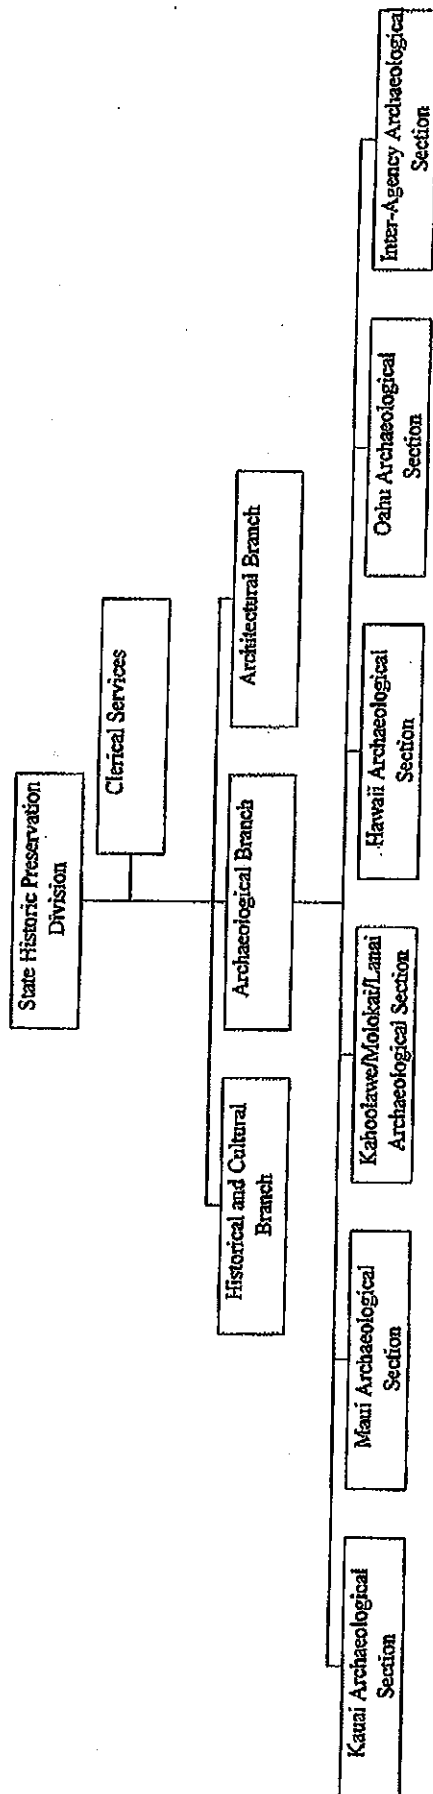 State Historic Preservation
Division
Clerical Services
Historical and Cultural
Branch
Archaeological Branch
Architectural Branch
Kauai Archaeological
Section
Maui Archaeological
Section
Kahoolawe/Molokai/Lanai
Archaeological Section
Hawaii Archaeological
Section
Oahu Archaeological
Section
Inter-Agency Archaeological
Section